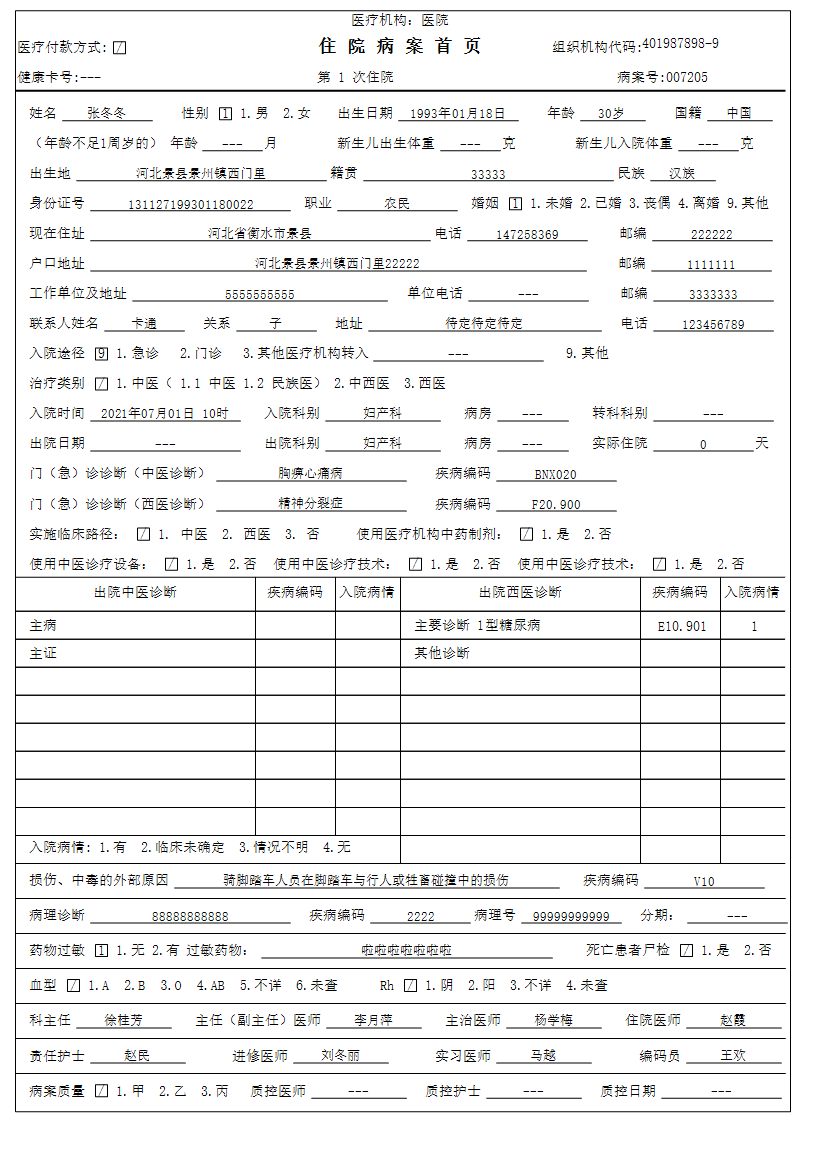 医疗机构: 医院
医疗付款方式: / 住院病案首页 组织机构代码:401987898-9
健康卡号:--- 第 1 次住院 病案号:007205
姓名 张冬冬 性别 1 1.男 2.女 出生日期 1993年01月18日 年龄 30岁 国籍 中国
(年龄不足1周岁的) 年龄 --- 月 新生儿出生体重 --- 克 新生儿入院体重 --- 克
出生地 河北景县景州镇西门里 籍贯 33333 民族 汉族
身份证号 131127199301180022 职业 农民 婚姻 1 1.未婚 2.已婚 3.丧偶 4.离婚 9.其他
现在住址 河北省衡水市景县 电话 147258369 邮编 222222
户口地址 河北景县景州镇西门里22222 邮编 1111111
工作单位及地址 5555555555 单位电话 --- 邮编 3333333
联系人姓名 卡通 关系 子 地址 待定待定待定 电话 123456789
入院途径 9 1.急诊 2.门诊 3.其他医疗机构转入 --- 9.其他
治疗类别 / 1.中医( 1.1 中医 1.2 民族医) 2.中西医 3.西医
入院时间 2021年07月01日 10时 入院科别 妇产科 病房 --- 转科科别 ---
出院日期 --- 出院科别 妇产科 病房 --- 实际住院 0 天
门(急)诊诊断(中医诊断) 胸痹心痛病 疾病编码 BNX020
门(急)诊诊断(西医诊断) 精神分裂症 疾病编码 F20.900
实施临床路径: / 1. 中医 2. 西医 3. 否 使用医疗机构中药制剂: / 1.是 2.否
使用中医诊疗设备: / 1.是 2.否 使用中医诊疗技术: / 1.是 2.否 使用中医诊疗技术: / 1.是 2.否
出院中医诊断 疾病编码 入院病情 出院西医诊断 疾病编码 入院病情
主病 主要诊断 1型糖尿病 E10.901 1
主证 其他诊断
入院病情: 1.有 2.临床未确定 3.情况不明 4.无
损伤、中毒的外部原因 骑脚踏车人员在脚踏车与行人或牲畜碰撞中的损伤 疾病编码 V10
病理诊断 88888888888 疾病编码 2222 病理号 99999999999 分期: ---
药物过敏 1 1.无 2.有 过敏药物: 啦啦啦啦啦啦啦 死亡患者尸检 / 1.是 2.否
血型 / 1.A 2.B 3.O 4.AB 5.不详 6.未查 Rh / 1.阴 2.阳 3.不详 4.未查
科主任 徐桂芳 主任(副主任)医师 李月萍 主治医师 杨学梅 住院医师 赵霞
责任护士 赵民 进修医师 刘冬丽 实习医师 马越 编码员 王欢
病案质量 / 1.甲 2.乙 3.丙 质控医师 --- 质控护士 --- 质控日期 ---